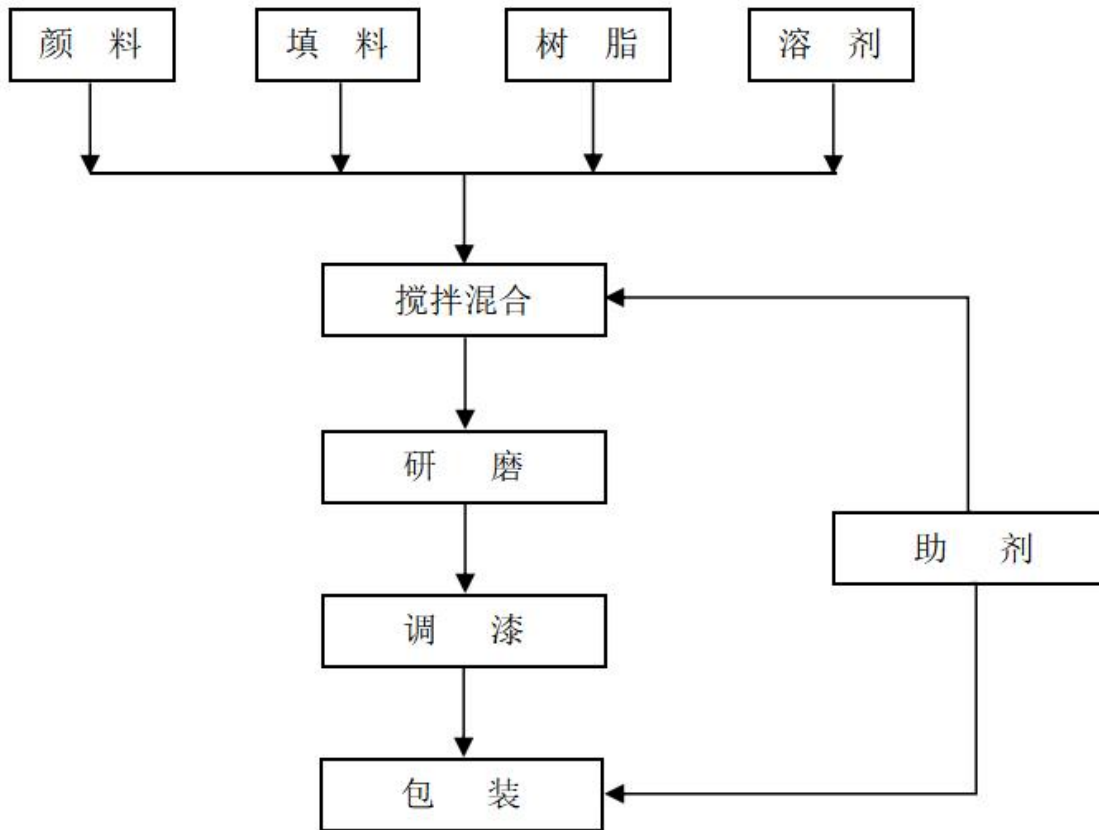 颜 料
填 料
树 脂
溶 剂
搅拌混合
研 磨
助 剂
调 漆
包 装